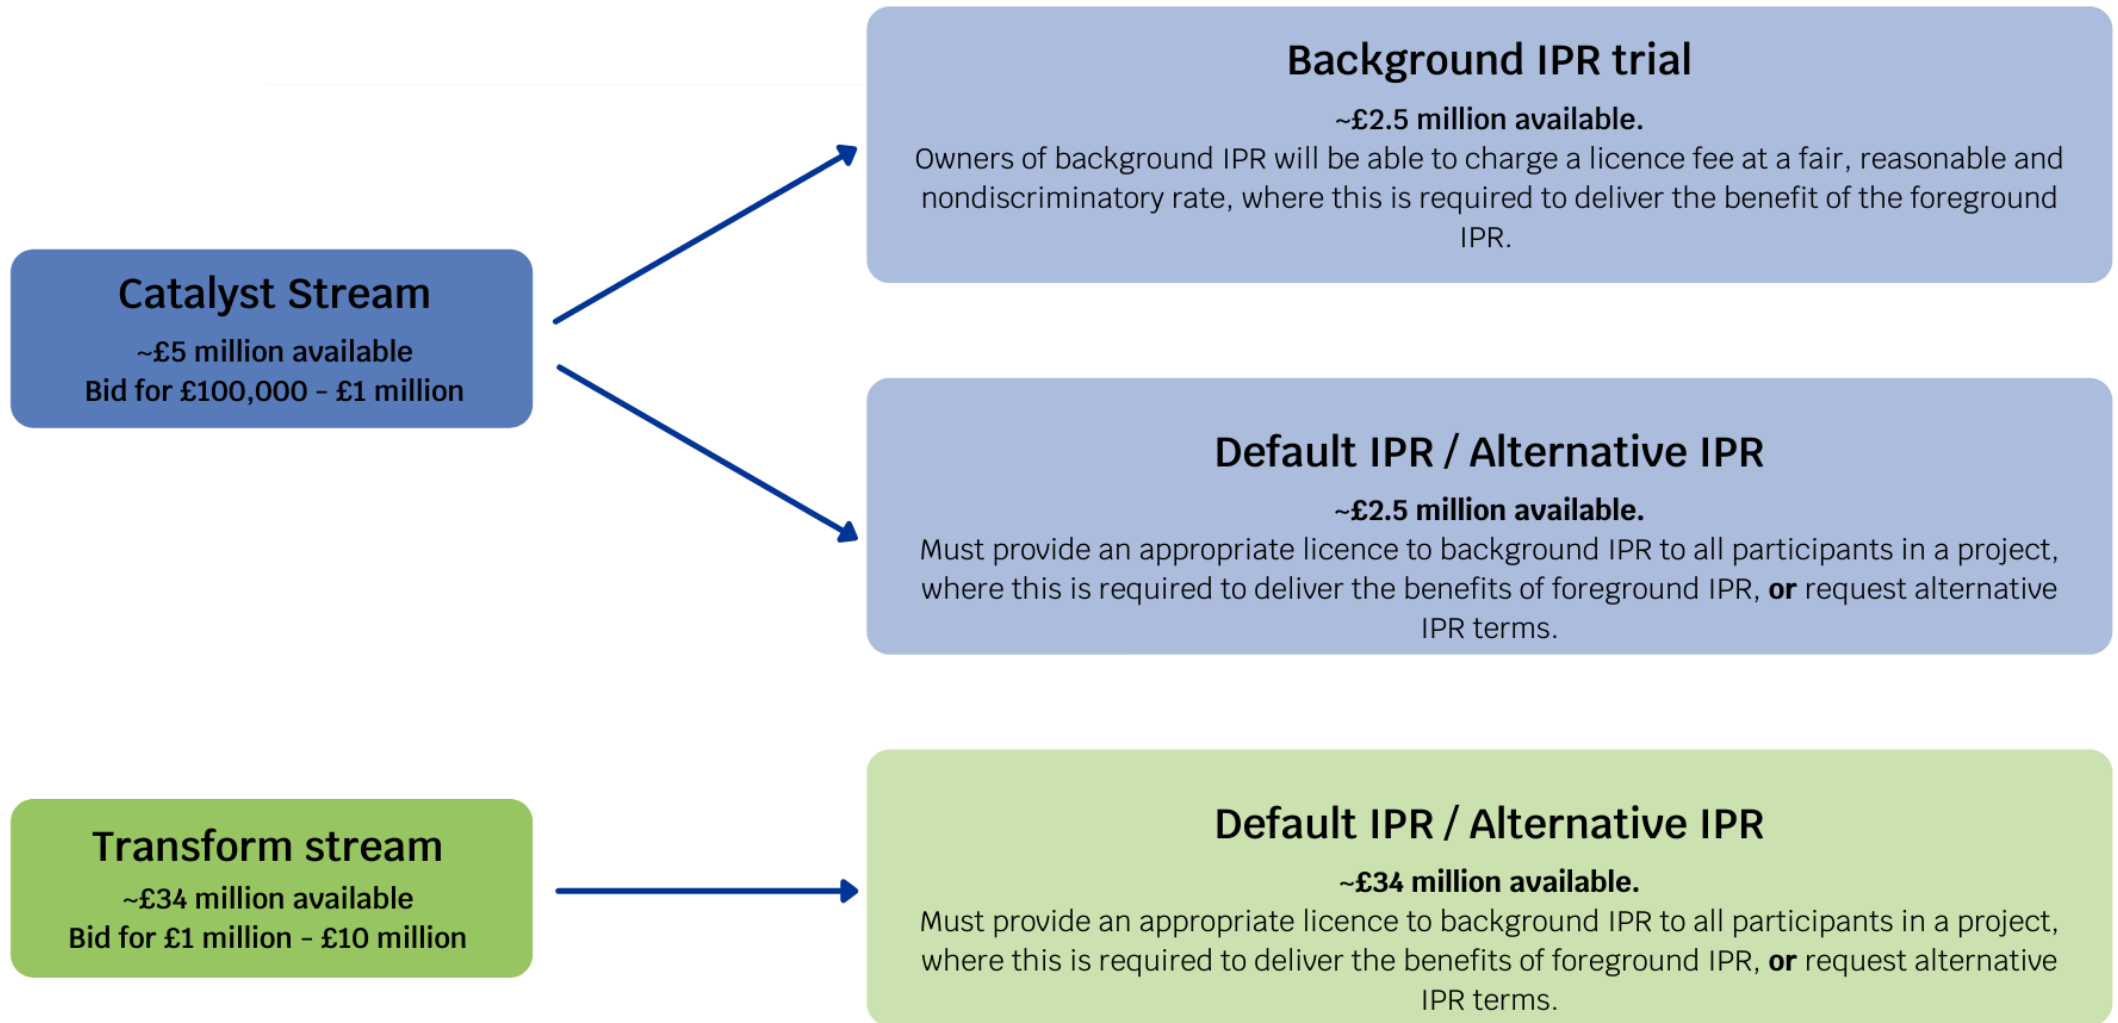 Background IPR trial
~£2.5 million available.
Owners of background IPR will be able to charge a licence fee at a fair, reasonable and
nondiscriminatory rate, where this is required to deliver the benefit of the foreground
IPR.
Catalyst Stream
~£5 million available
Bid for £100,000 - £1 million
Default IPR / Alternative IPR
~£2.5 million available.
Must provide an appropriate licence to background IPR to all participants in a project,
where this is required to deliver the benefits of foreground IPR, or request alternative
IPR terms.
Transform stream
~£34 million available
Bid for £1 million - £10 million
Default IPR / Alternative IPR
~£34 million available.
Must provide an appropriate licence to background IPR to all participants in a project,
where this is required to deliver the benefits of foreground IPR, or request alternative
IPR terms.